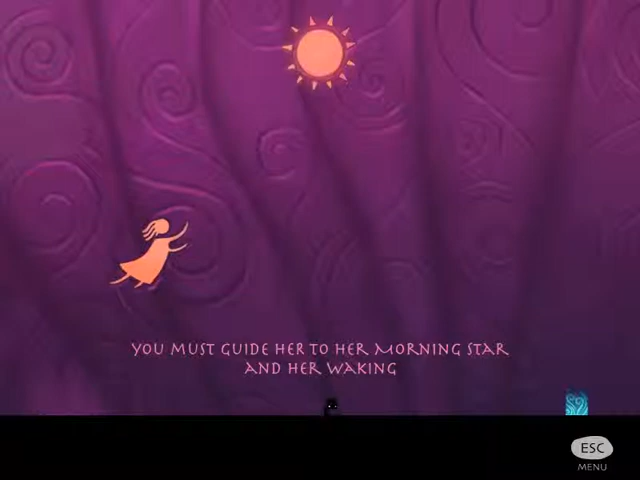 YOU MUST GUIDE HER TO HER MORNING STAR
AND HER WAKING
ESC
MENU